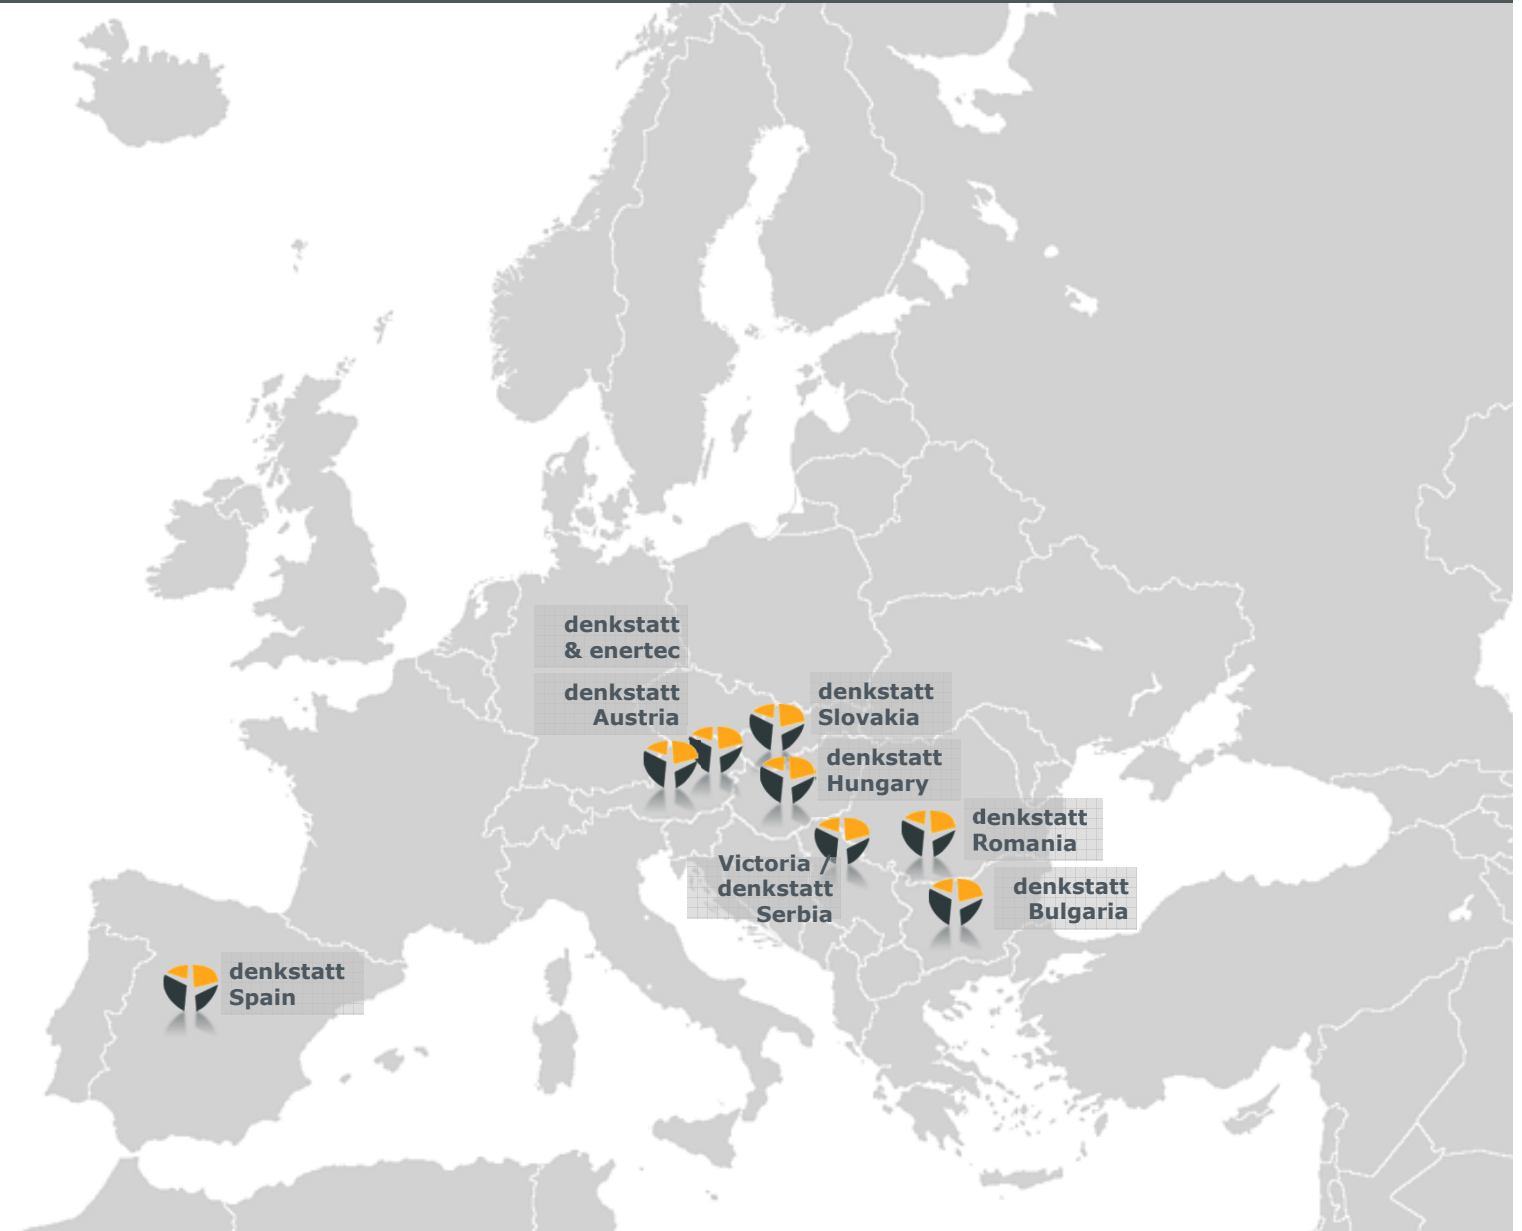 denkstatt
& enertec
denkstatt
Austria
denkstatt
Slovakia
denkstatt
Hungary
denkstatt
Romania
Victoria /
denkstatt
Serbia
denkstatt
Bulgaria
denkstatt
Spain